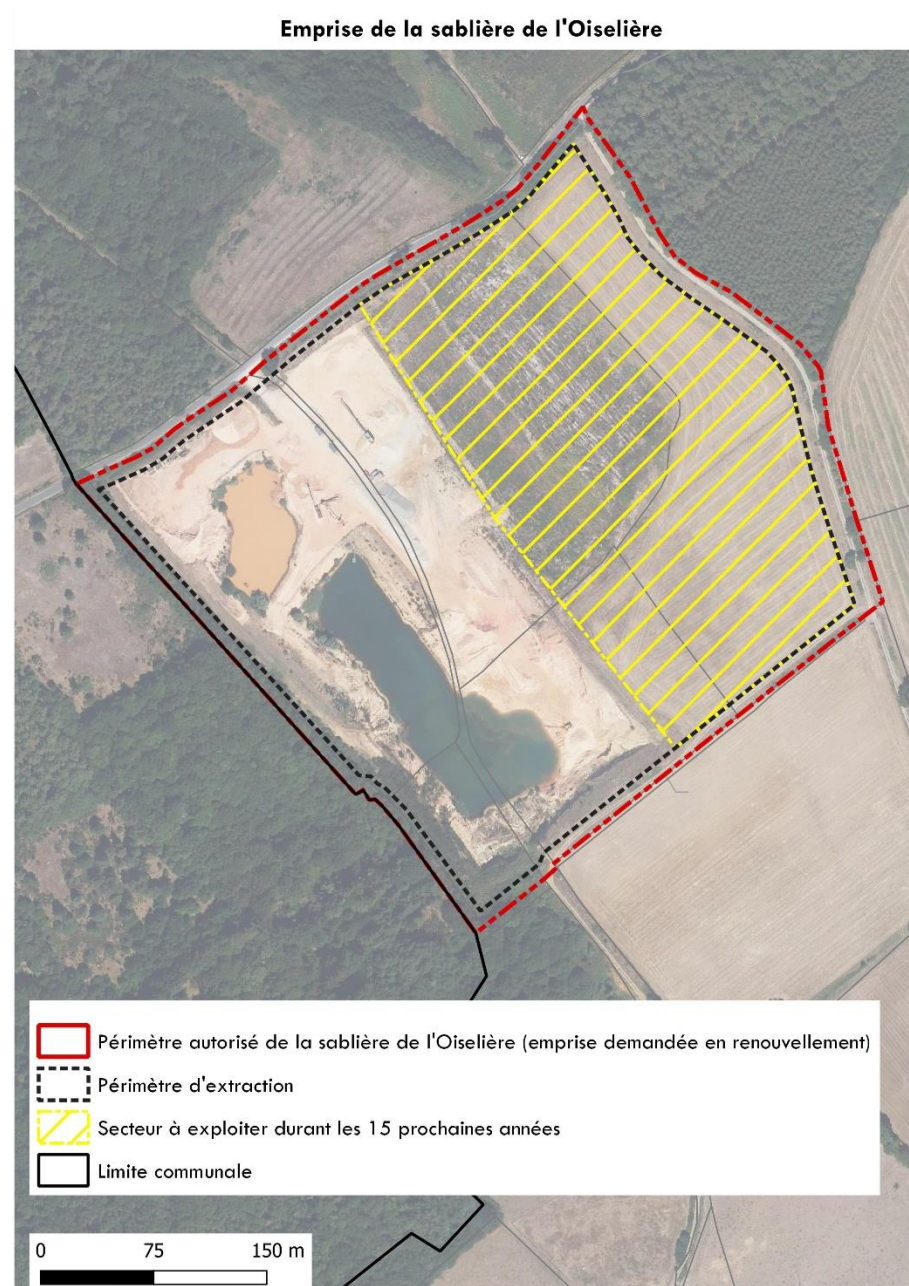 Emprise de la sablière de l'Oiselière
Périmètre autorisé de la sablière de l'Oiselière (emprise demandée en renouvellement)
Périmètre d'extraction
Secteur à exploiter durant les 15 prochaines années
Limite communale
0 75 150 m